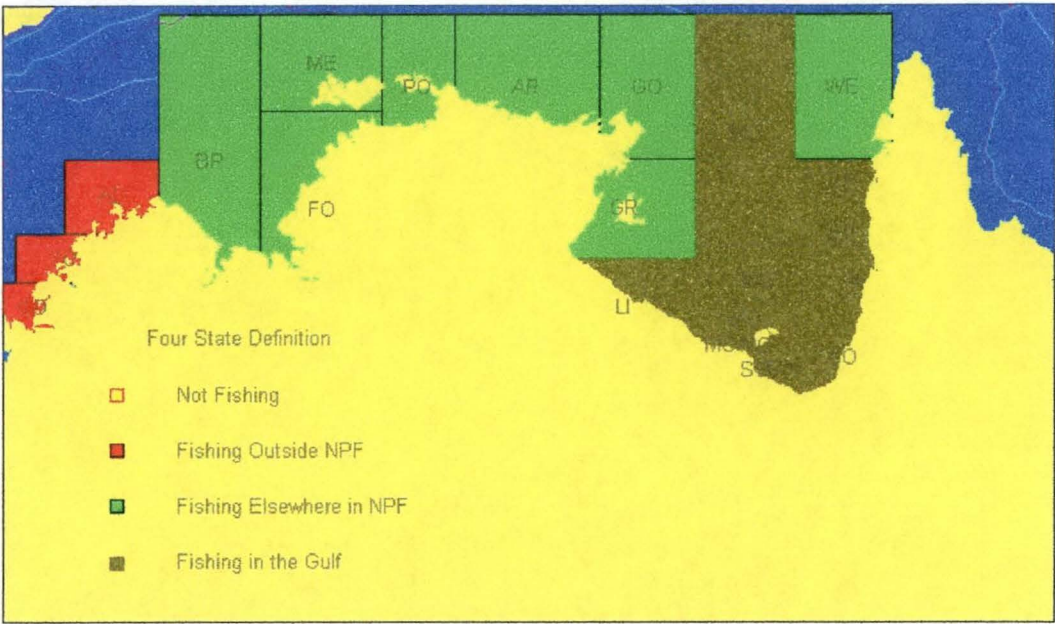 ME
PO
AR
GO
WE
FO
GR
LI
Four State Definition
Not Fishing
Fishing Outside NPF
Fishing Elsewhere in NPF
Fishing in the Gulf